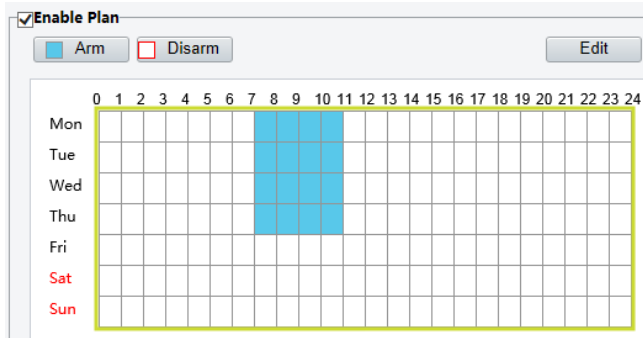 Enable Plan
Arm Disarm Edit
0 1 2 3 4 5 6 7 8 9 10 11 12 13 14 15 16 17 18 19 20 21 22 23 24
Mon
Tue
Wed
Thu
Fri
Sat
Sun